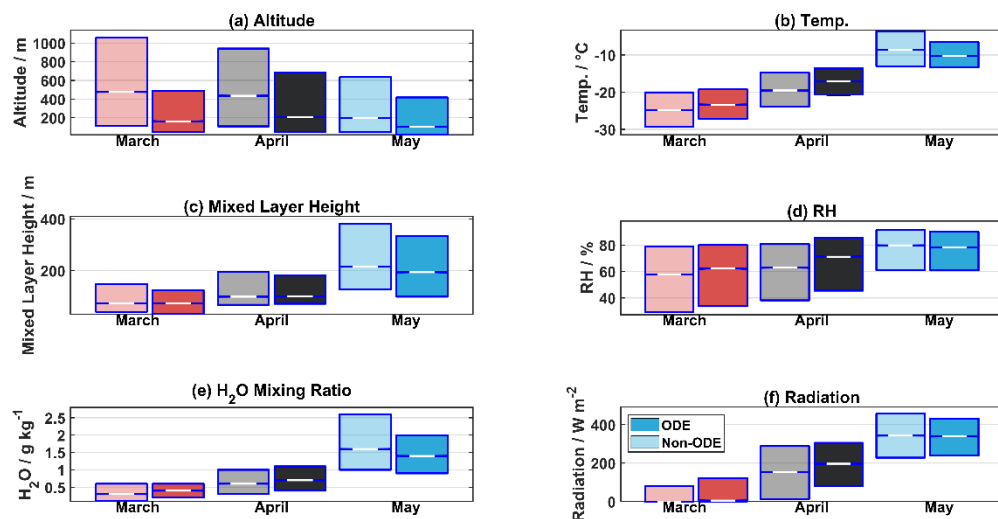 (a) Altitude
Altitude / m
1000
800
600
400
200
March
April
May
(b) Temp.
Temp. / °C
-10
-20
-30
March
April
May
(c) Mixed Layer Height
Mixed Layer Height / m
400
200
March
April
May
(d) RH
RH / %
80
60
40
March
April
May
(e) H₂O Mixing Ratio
H₂O / g kg⁻¹
2.5
2
1.5
1
0.5
March
April
May
(f) Radiation
Radiation / W m⁻²
400
200
0
ODE
Non-ODE
March
April
May